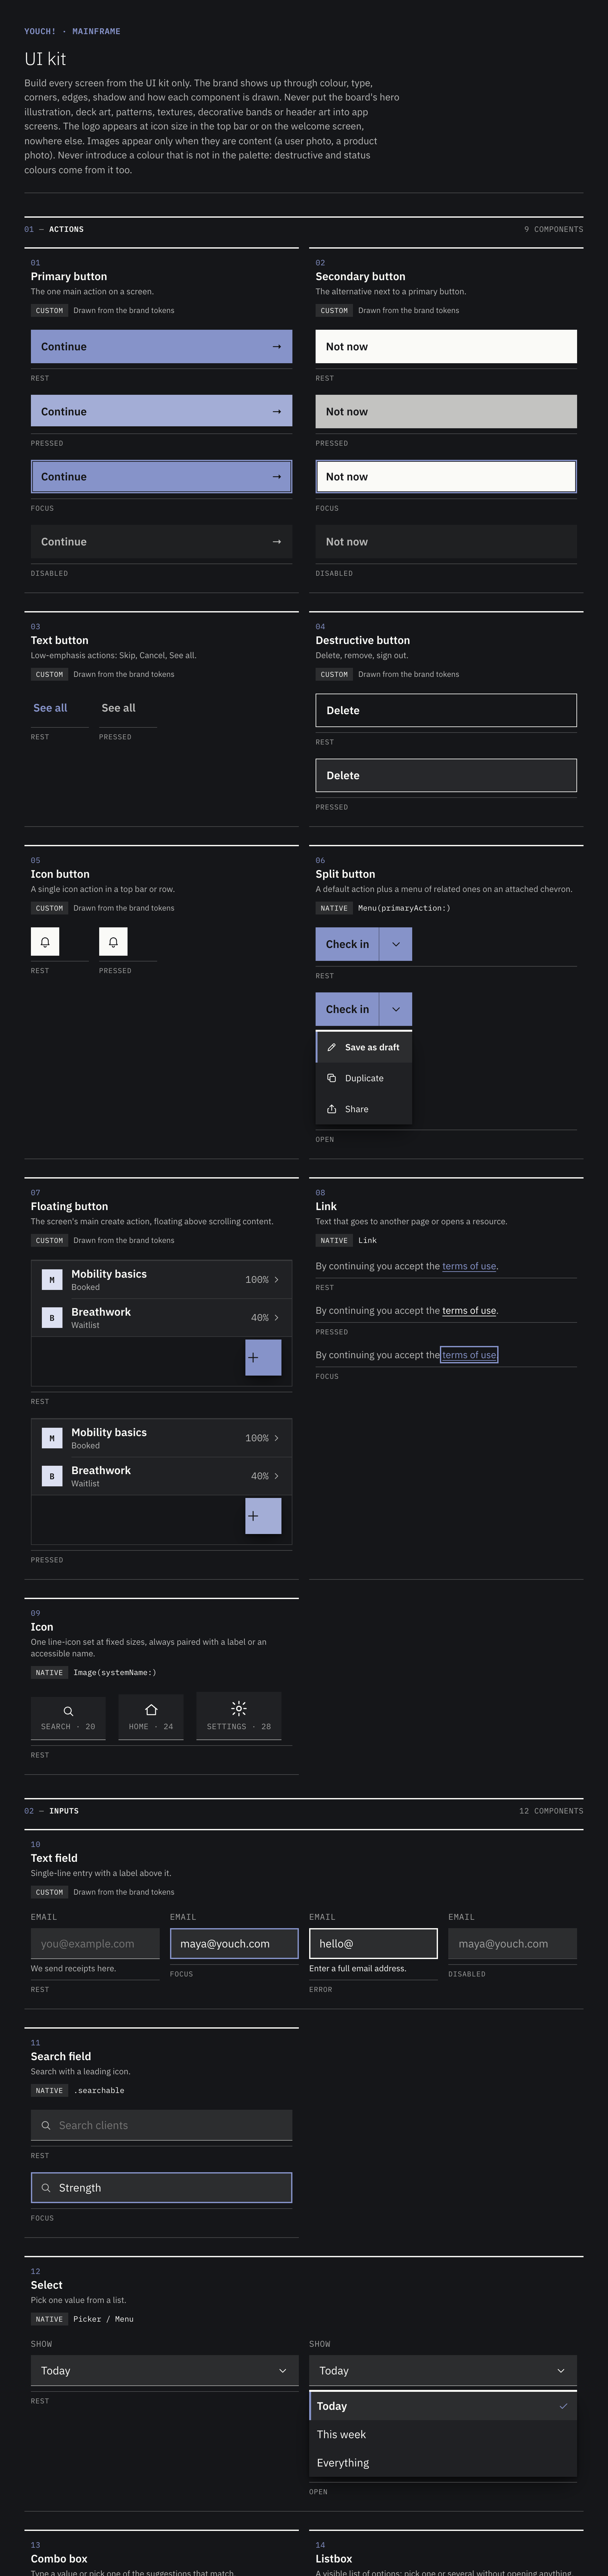 YOUCH! · MAINFRAME
UI kit
Build every screen from the UI kit only. The brand shows up through colour, type,
corners, edges, shadow and how each component is drawn. Never put the board's hero
illustration, deck art, patterns, textures, decorative bands or header art into app
screens. The logo appears at icon size in the top bar or on the welcome screen,
nowhere else. Images appear only when they are content (a user photo, a product
photo). Never introduce a colour that is not in the palette: destructive and status
colours come from it too.
01 — ACTIONS
9 COMPONENTS
01
Primary button
The one main action on a screen.
CUSTOM Drawn from the brand tokens
Continue →
REST
Continue →
PRESSED
Continue →
FOCUS
Continue →
DISABLED
02
Secondary button
The alternative next to a primary button.
CUSTOM Drawn from the brand tokens
Not now
REST
Not now
PRESSED
Not now
FOCUS
Not now
DISABLED
03
Text button
Low-emphasis actions: Skip, Cancel, See all.
CUSTOM Drawn from the brand tokens
See all See all
REST PRESSED
04
Destructive button
Delete, remove, sign out.
CUSTOM Drawn from the brand tokens
Delete
REST
Delete
PRESSED
05
Icon button
A single icon action in a top bar or row.
CUSTOM Drawn from the brand tokens
REST PRESSED
06
Split button
A default action plus a menu of related ones on an attached chevron.
NATIVE Menu(primaryAction:)
Check in
REST
Check in
Save as draft
Duplicate
Share
OPEN
07
Floating button
The screen's main create action, floating above scrolling content.
CUSTOM Drawn from the brand tokens
M Mobility basics 100%
Booked
B Breathwork 40%
Waitlist
REST
M Mobility basics 100%
Booked
B Breathwork 40%
Waitlist
PRESSED
08
Link
Text that goes to another page or opens a resource.
NATIVE Link
By continuing you accept the terms of use.
REST
By continuing you accept the terms of use.
PRESSED
By continuing you accept the terms of use
FOCUS
09
Icon
One line-icon set at fixed sizes, always paired with a label or an
accessible name.
NATIVE Image(systemName:)
SEARCH · 20 HOME · 24 SETTINGS · 28
REST
02 — INPUTS
12 COMPONENTS
10
Text field
Single-line entry with a label above it.
CUSTOM Drawn from the brand tokens
EMAIL
you@example.com
We send receipts here.
REST
EMAIL
maya@youch.com
FOCUS
EMAIL
hello@
Enter a full email address.
ERROR
EMAIL
maya@youch.com
DISABLED
11
Search field
Search with a leading icon.
NATIVE .searchable
Search clients
REST
Strength
FOCUS
12
Select
Pick one value from a list.
NATIVE Picker / Menu
SHOW
Today
REST
SHOW
Today
Today
This week
Everything
OPEN
13
Combo box
Type a value or pick one of the suggestions that match.
14
Listbox
A visible list of options: pick one or several without opening anything.